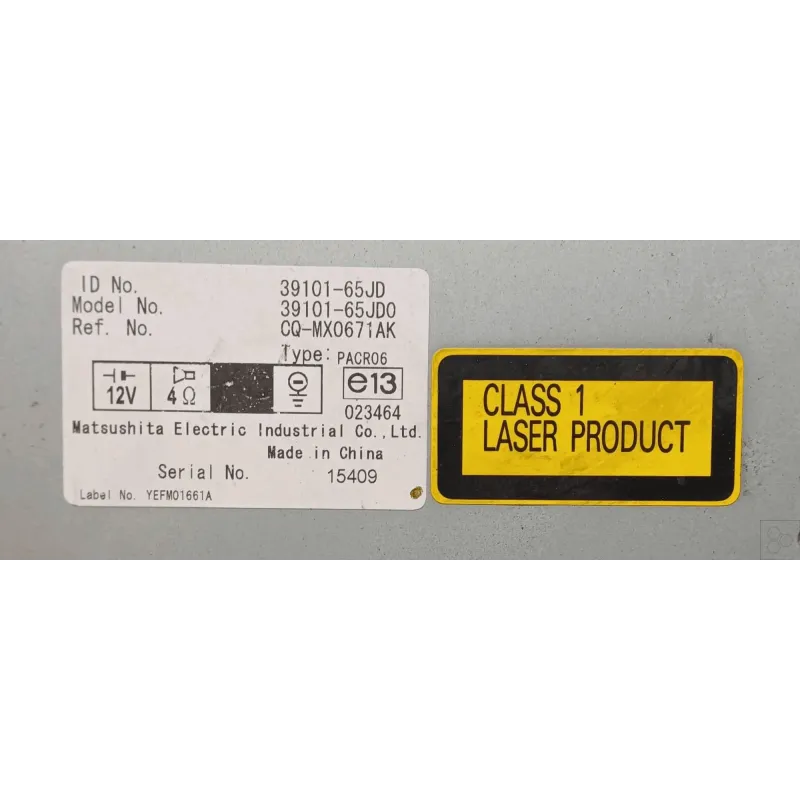 ID No. 39101-65JD
Model No. 39101-65JD0
Ref. No. CQ-MX0671AK
Type: PACR06
12V 4Ω e13
023464
Matsushita Electric Industrial Co., Ltd.
Made in China
Serial No. 15409
Label No. YEFM01661A
CLASS 1
LASER PRODUCT